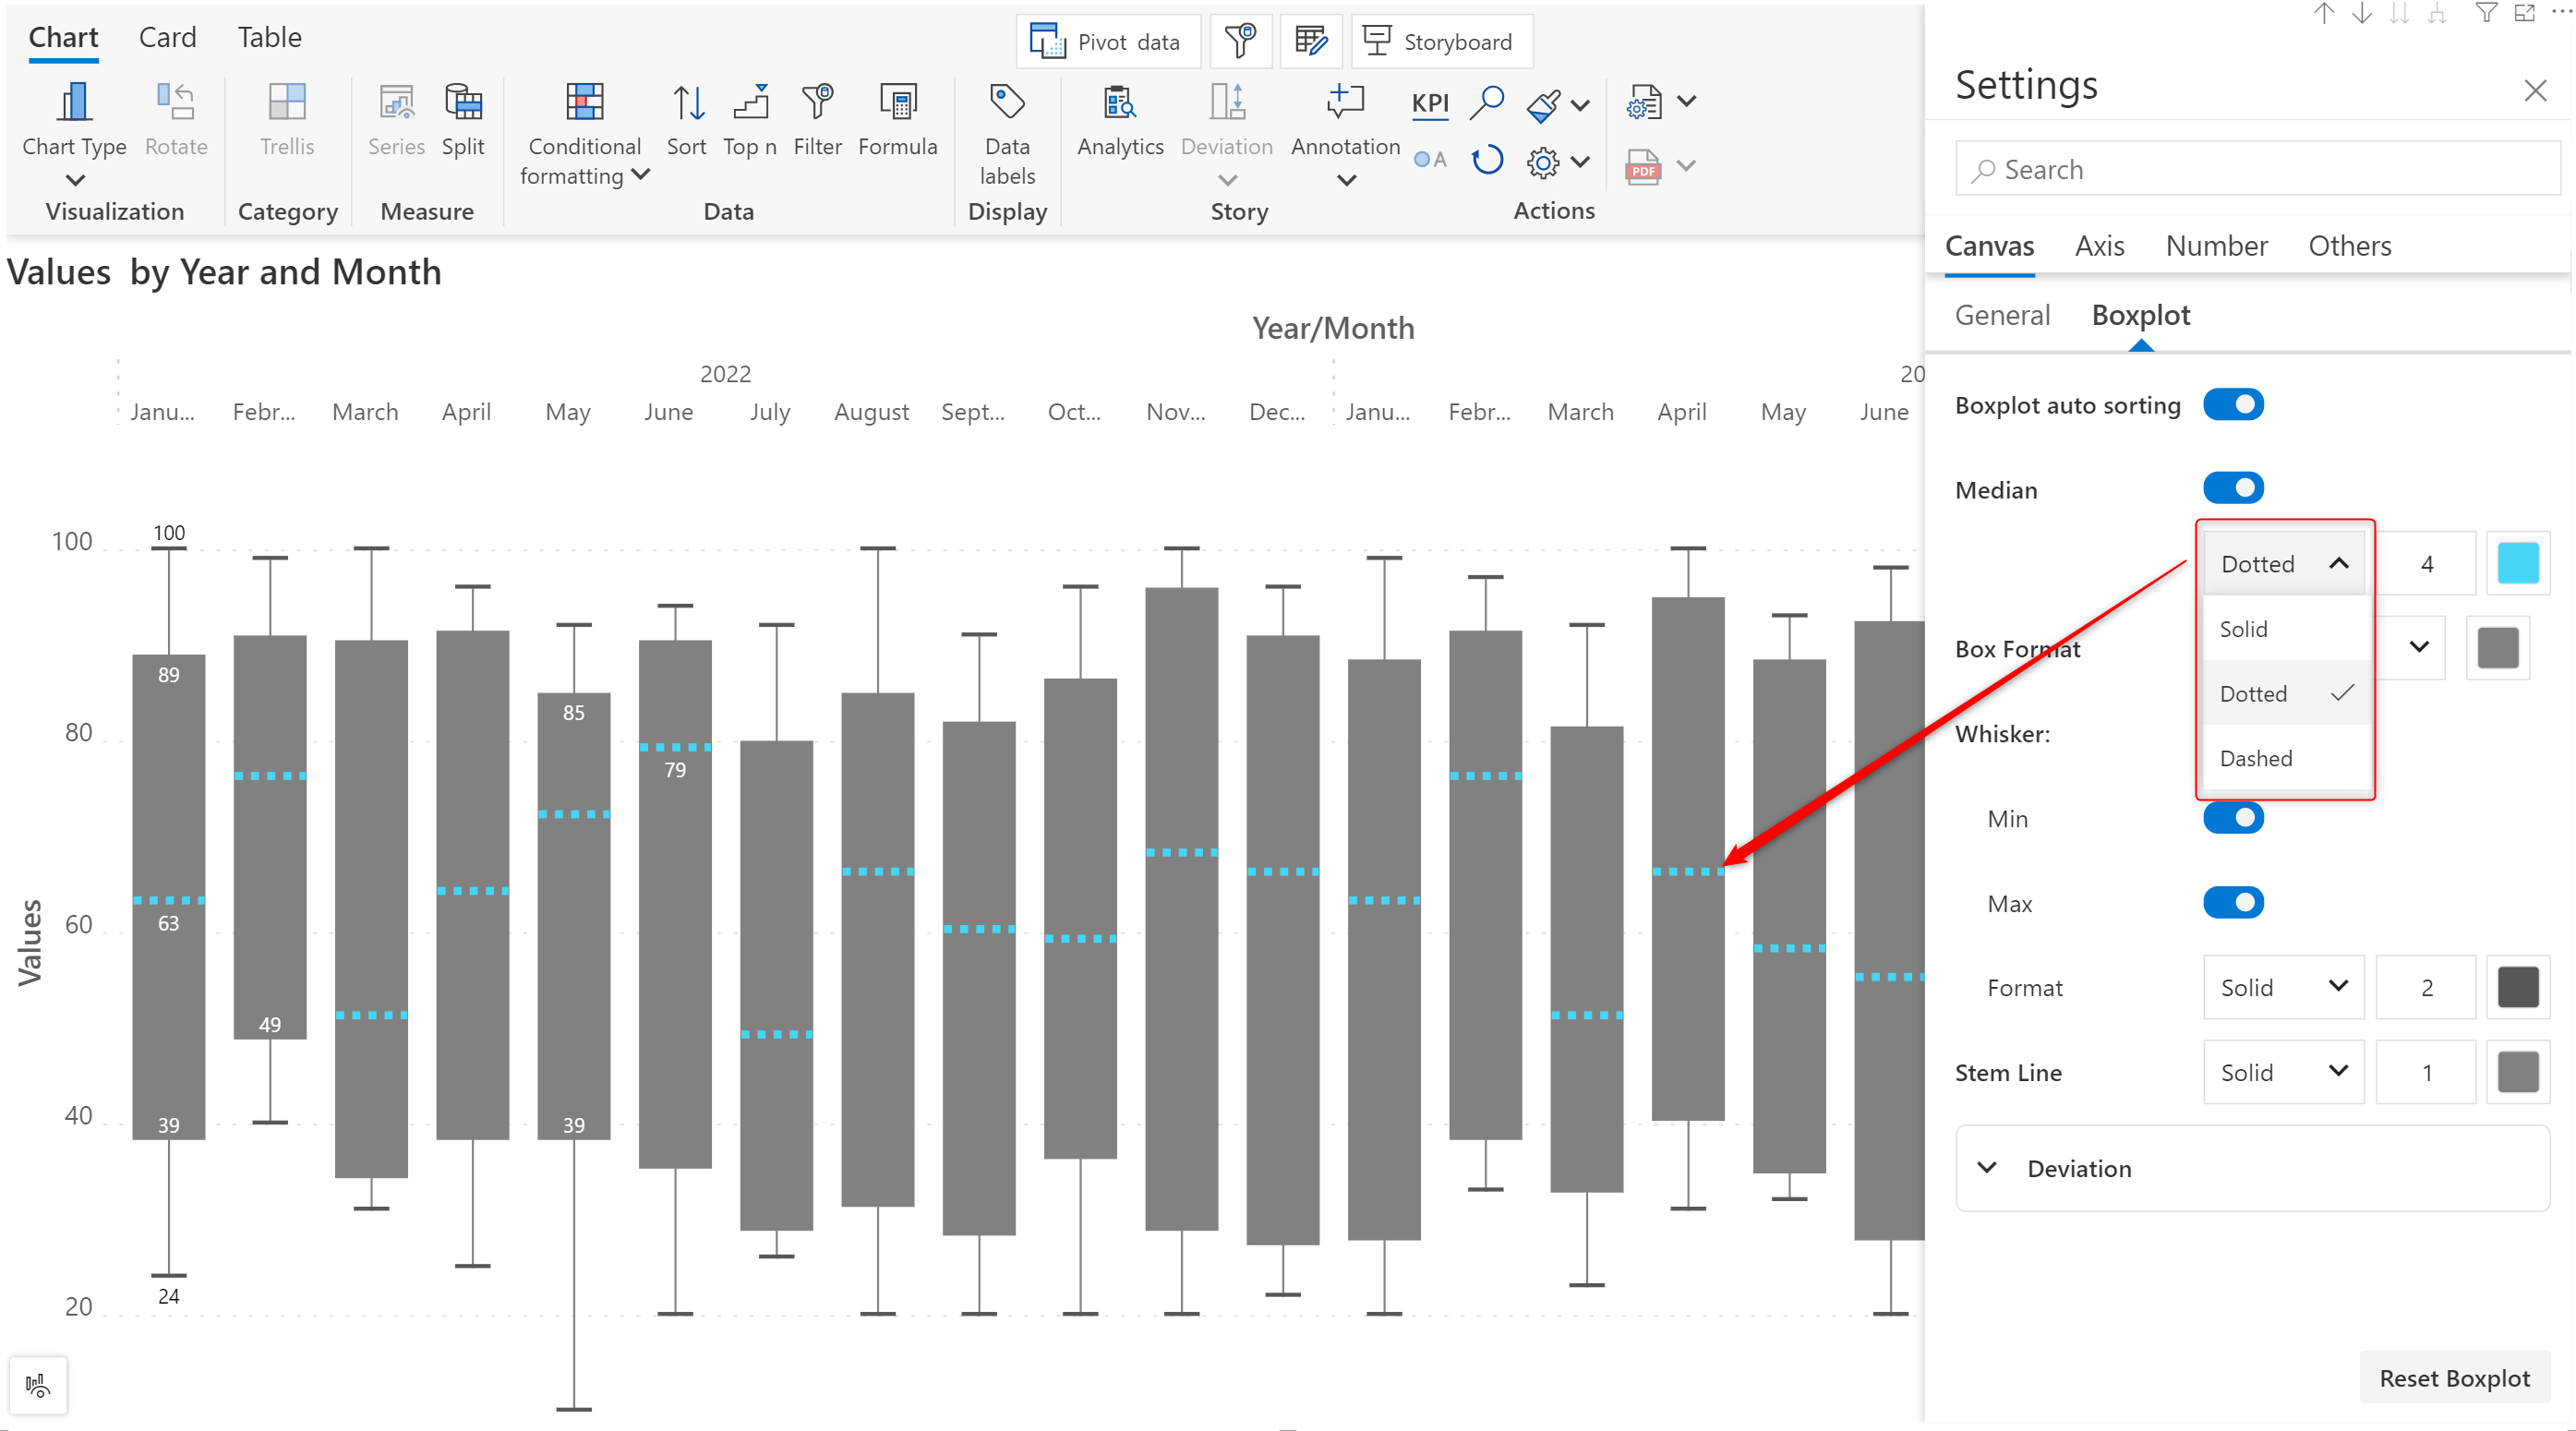 Chart Card Table
Pivot data Storyboard
Chart Type Rotate Trellis Series Split Conditional formatting Sort Top n Filter Formula Data labels Analytics Deviation Annotation KPI A PDF
Visualization Category Measure Data Display Story Actions
Values by Year and Month
Year/Month
2022 20
Janu... Febr... March April May June July August Sept... Oct... Nov... Dec... Janu... Febr... March April May June
Values
100
80
60
40
20
100
89
63
39
24
49
85
39
79
Settings
Search
Canvas Axis Number Others
General Boxplot
Boxplot auto sorting
Median
Dotted 4
Solid
Dotted
Dashed
Box Format
Whisker:
Min
Max
Format Solid 2
Stem Line Solid 1
Deviation
Reset Boxplot